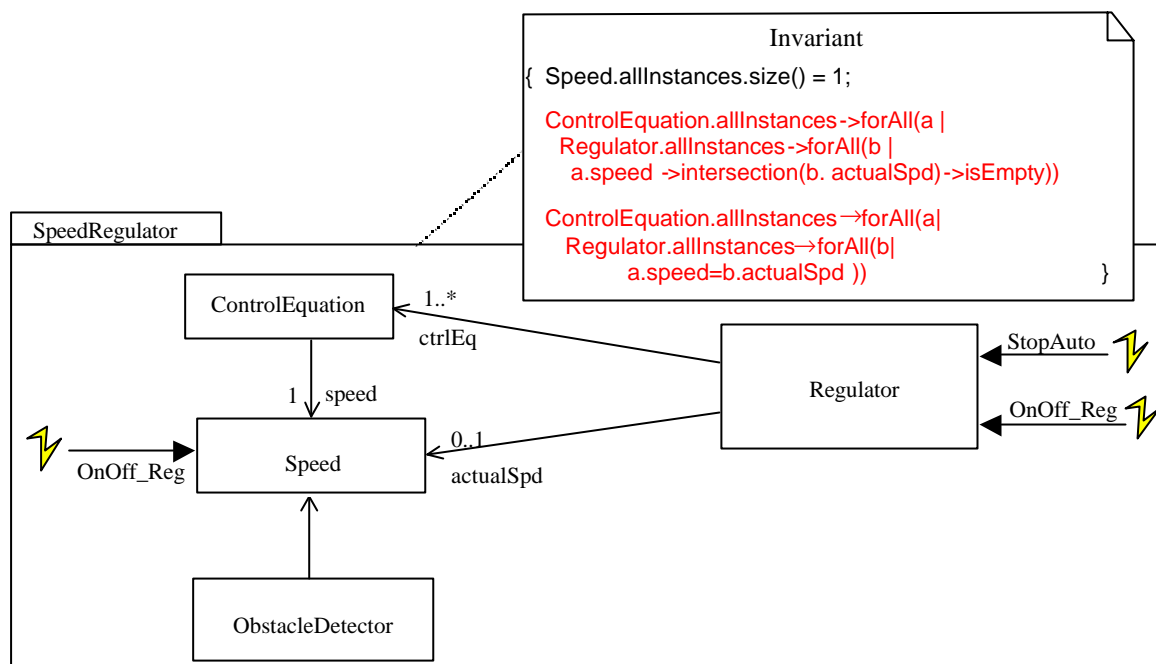 Invariant
{ Speed.allInstances.size() = 1;
ControlEquation.allInstances->forAll(a |
Regulator.allInstances->forAll(b |
a.speed ->intersection(b. actualSpd)->isEmpty))
ControlEquation.allInstances→forAll(a|
Regulator.allInstances→forAll(b|
a.speed=b.actualSpd )) }
SpeedRegulator
ControlEquation
1..*
ctrlEq
StopAuto
Regulator
1 speed
OnOff_Reg
0..1
Speed
OnOff_Reg
actualSpd
ObstacleDetector